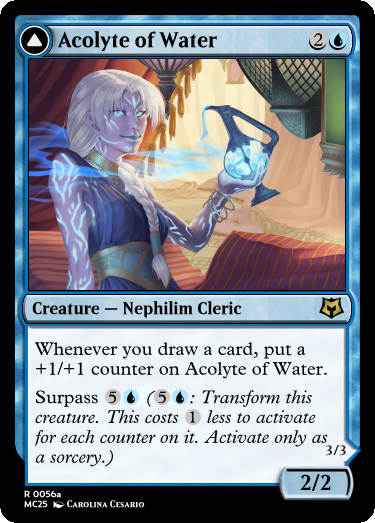 Acolyte of Water 2
Creature — Nephilim Cleric
Whenever you draw a card, put a
+1/+1 counter on Acolyte of Water.
Surpass 5 (5 : Transform this
creature. This costs 1 less to activate
for each counter on it. Activate only as
a sorcery.)
3/3
2/2
R 0056a
MC25 Carolina Cesario